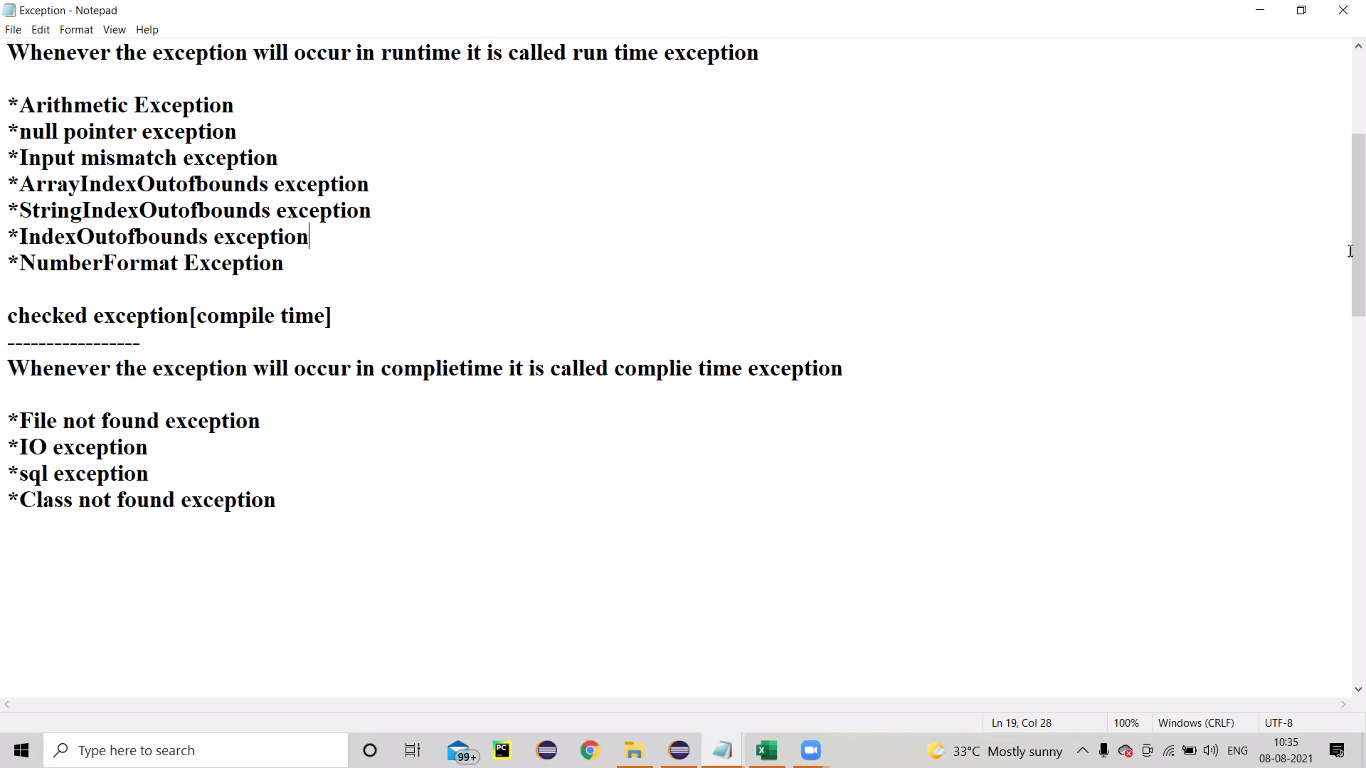 Exception - Notepad
File Edit Format View Help
Whenever the exception will occur in runtime it is called run time exception
*Arithmetic Exception
*null pointer exception
*Input mismatch exception
*ArrayIndexOutofbounds exception
*StringIndexOutofbounds exception
*IndexOutofbounds exception
*NumberFormat Exception
checked exception[compile time]
-----------------
Whenever the exception will occur in complietime it is called complie time exception
*File not found exception
*IO exception
*sql exception
*Class not found exception
Ln 19, Col 28 100% Windows (CRLF) UTF-8
Type here to search 99+ PC 33°C Mostly sunny ENG 10:35
08-08-2021